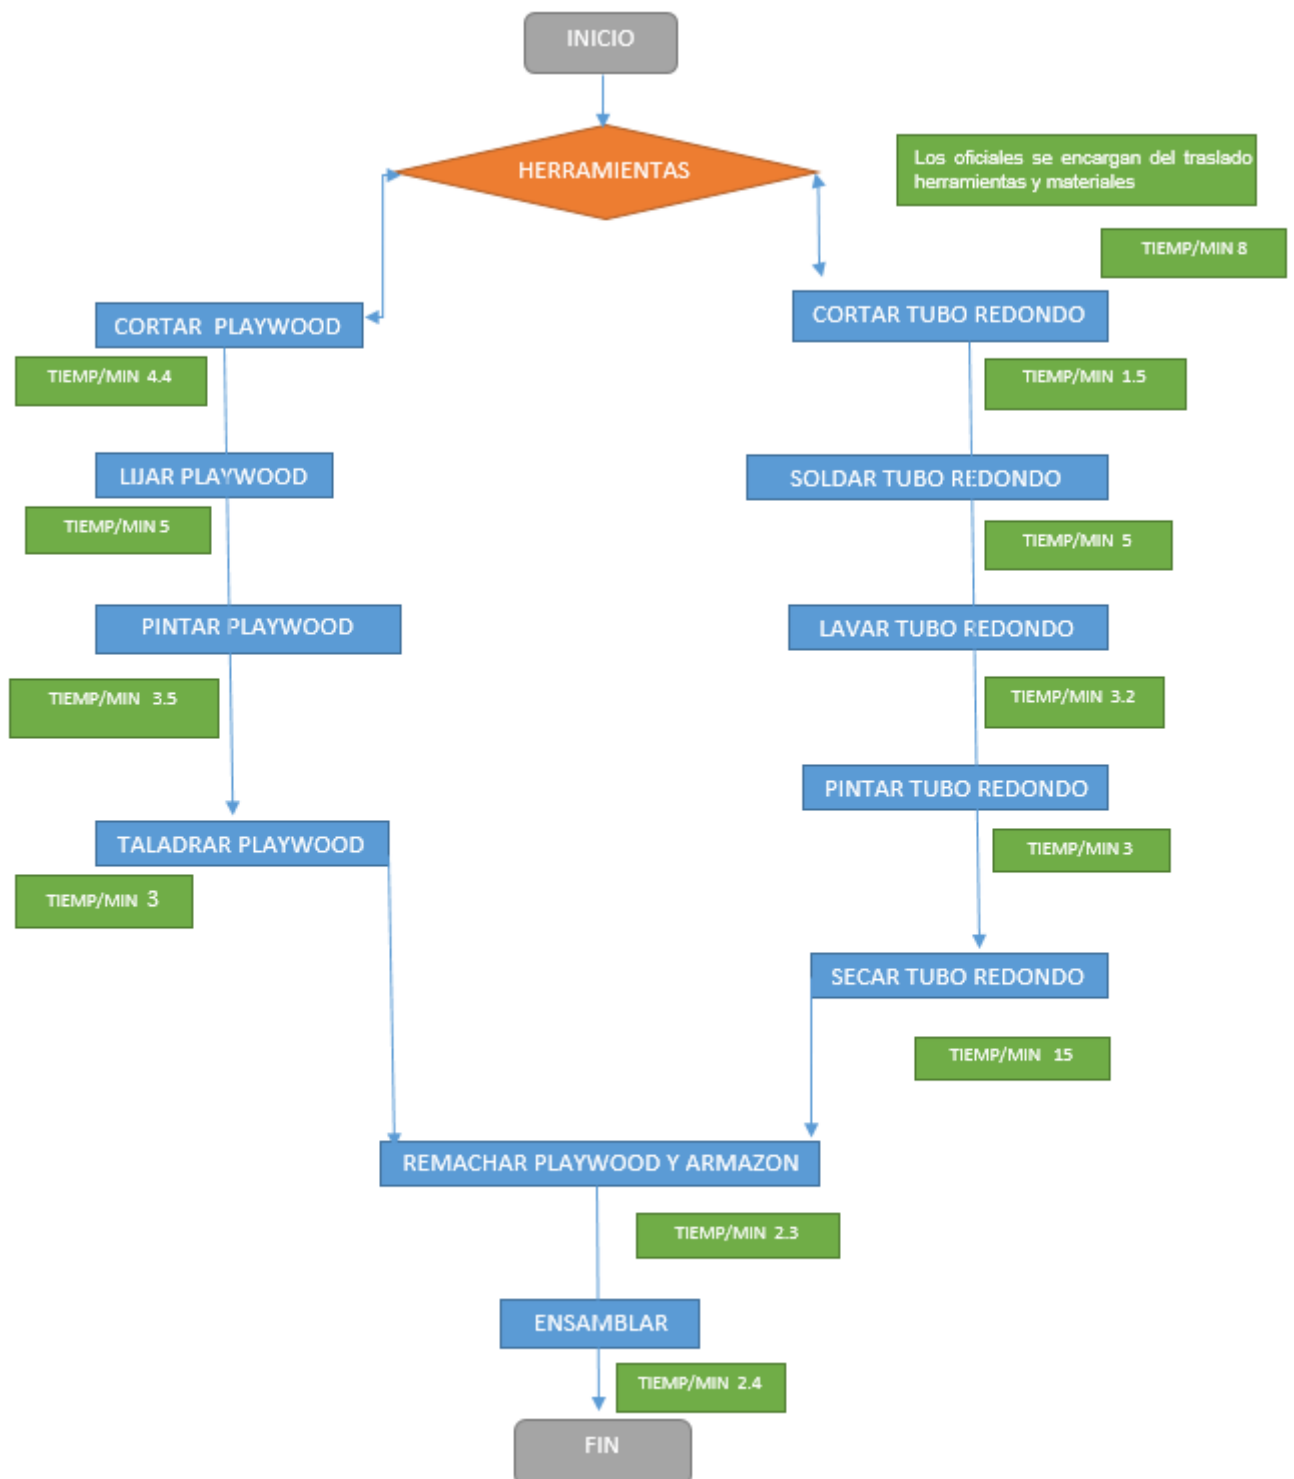 INICIO
HERRAMIENTAS
Los oficiales se encargan del traslado
herramientas y materiales
TIEMP/MIN 8
CORTAR PLAYWOOD
TIEMP/MIN 4.4
LIJAR PLAYWOOD
TIEMP/MIN 5
PINTAR PLAYWOOD
TIEMP/MIN 3.5
TALADRAR PLAYWOOD
TIEMP/MIN 3
CORTAR TUBO REDONDO
TIEMP/MIN 1.5
SOLDAR TUBO REDONDO
TIEMP/MIN 5
LAVAR TUBO REDONDO
TIEMP/MIN 3.2
PINTAR TUBO REDONDO
TIEMP/MIN 3
SECAR TUBO REDONDO
TIEMP/MIN 15
REMACHAR PLAYWOOD Y ARMAZON
TIEMP/MIN 2.3
ENSAMBLAR
TIEMP/MIN 2.4
FIN